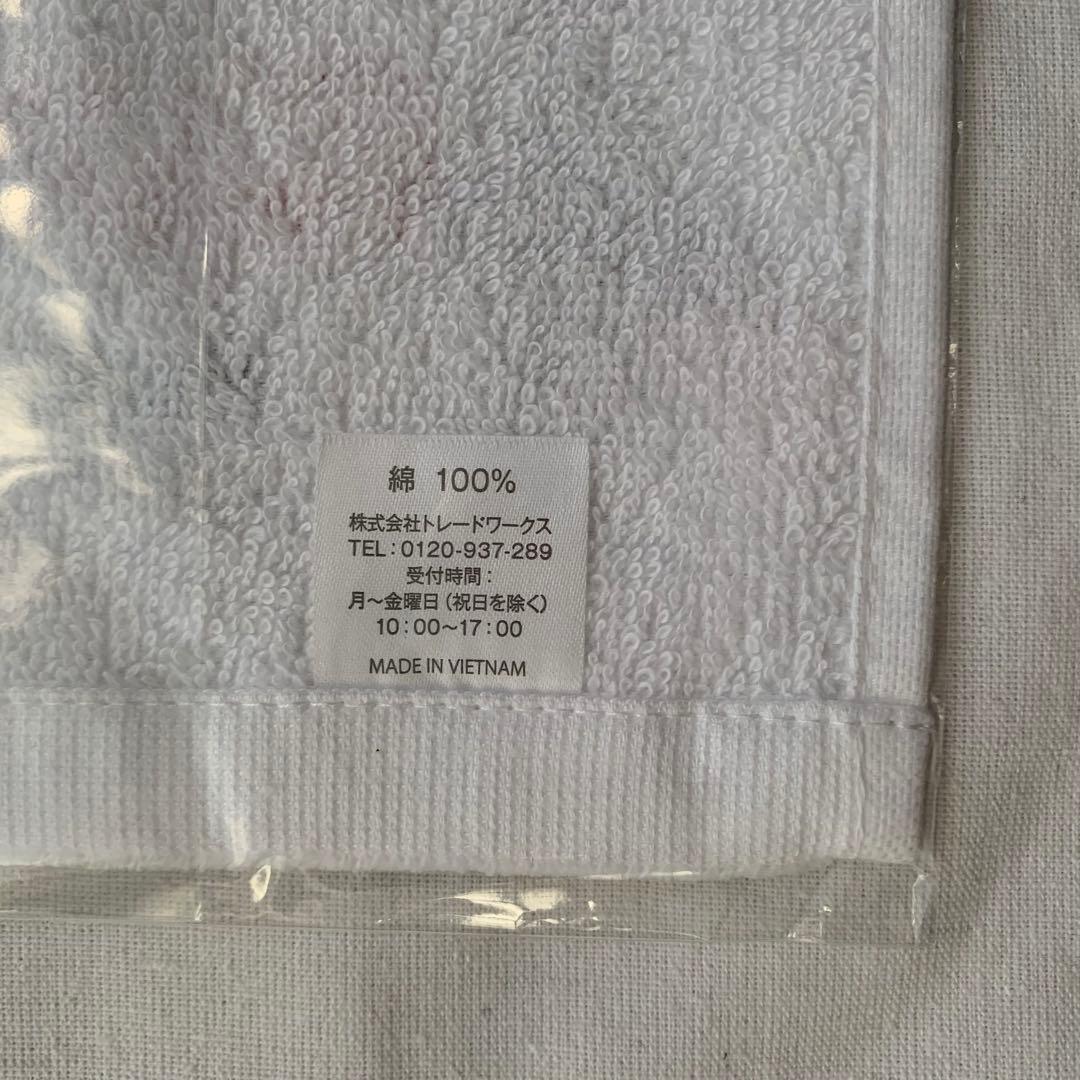 綿 100%
株式会社トレードワークス
TEL：0120-937-289
受付時間：
月〜金曜日（祝日を除く）
10：00〜17：00
MADE IN VIETNAM